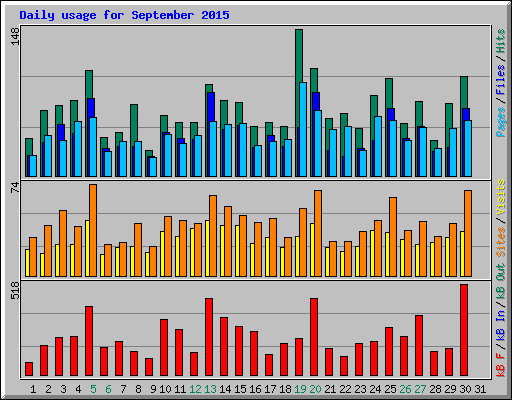 Daily usage for September 2015
148
Pages / Files / Hits
74
Sites / Visits
518
kB F / kB In / kB Out
1 2 3 4 5 6 7 8 9 10 11 12 13 14 15 16 17 18 19 20 21 22 23 24 25 26 27 28 29 30 31